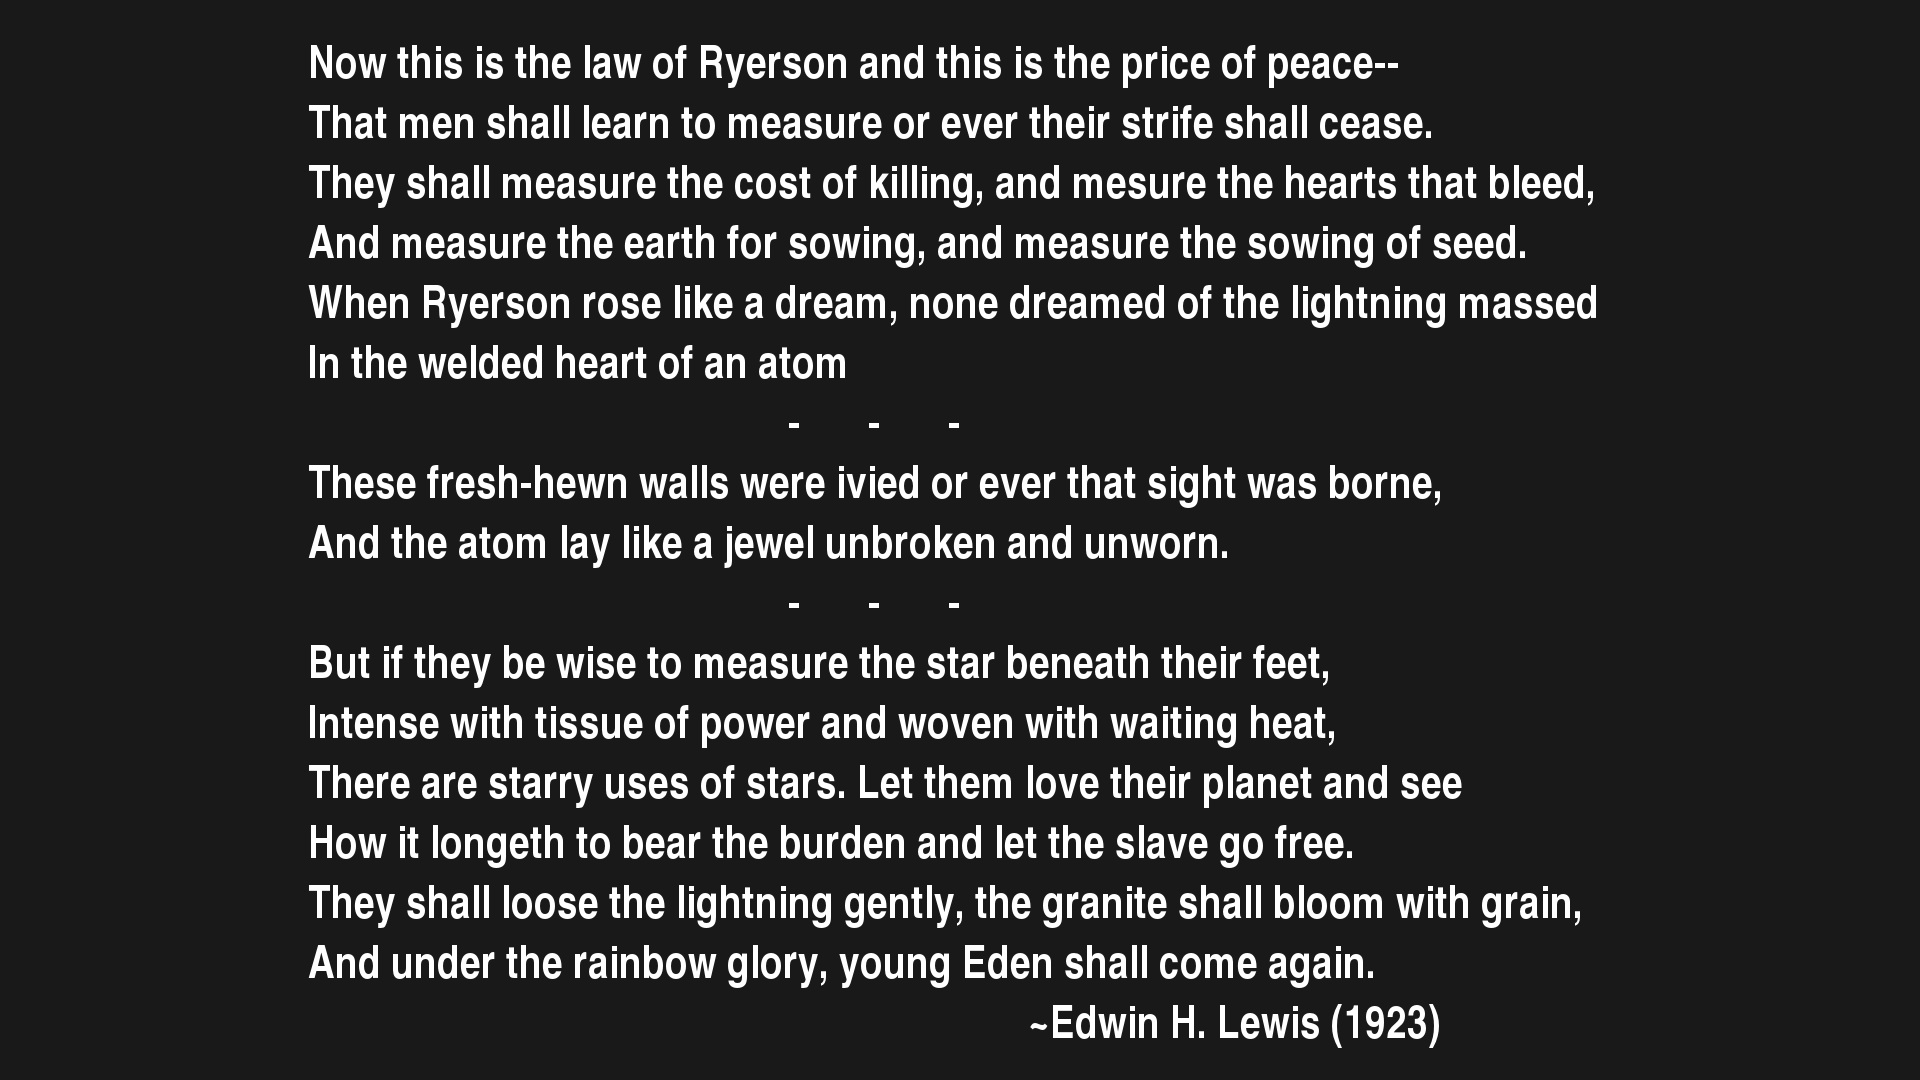 Now this is the law of Ryerson and this is the price of peace--
That men shall learn to measure or ever their strife shall cease.
They shall measure the cost of killing, and mesure the hearts that bleed,
And measure the earth for sowing, and measure the sowing of seed.
When Ryerson rose like a dream, none dreamed of the lightning massed
In the welded heart of an atom
- - -
These fresh-hewn walls were ivied or ever that sight was borne,
And the atom lay like a jewel unbroken and unworn.
- - -
But if they be wise to measure the star beneath their feet,
Intense with tissue of power and woven with waiting heat,
There are starry uses of stars. Let them love their planet and see
How it longeth to bear the burden and let the slave go free.
They shall loose the lightning gently, the granite shall bloom with grain,
And under the rainbow glory, young Eden shall come again.
~Edwin H. Lewis (1923)